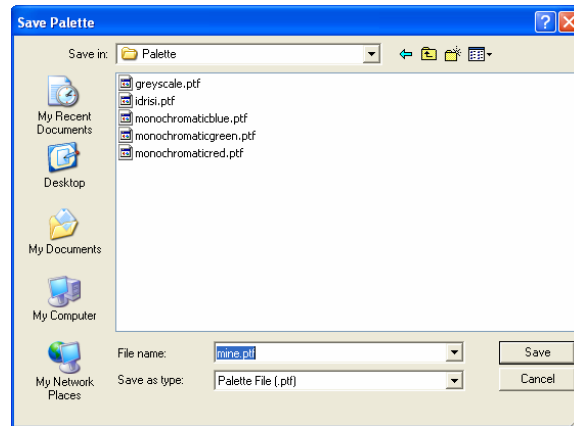 Save Palette
Save in: Palette
greyscale.ptf
idrisi.ptf
monochromaticblue.ptf
monochromaticgreen.ptf
monochromaticred.ptf
My Recent
Documents
Desktop
My Documents
My Computer
My Network
Places
File name: mine.ptf
Save
Save as type: Palette File (.ptf)
Cancel